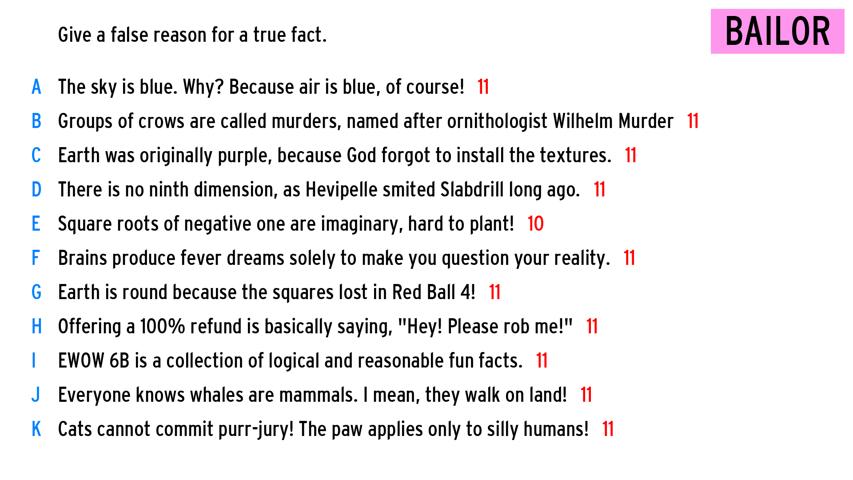 Give a false reason for a true fact.
BAILOR
A The sky is blue. Why? Because air is blue, of course! 11
B Groups of crows are called murders, named after ornithologist Wilhelm Murder 11
C Earth was originally purple, because God forgot to install the textures. 11
D There is no ninth dimension, as Hevipelle smited Slabdrill long ago. 11
E Square roots of negative one are imaginary, hard to plant! 10
F Brains produce fever dreams solely to make you question your reality. 11
G Earth is round because the squares lost in Red Ball 4! 11
H Offering a 100% refund is basically saying, "Hey! Please rob me!" 11
I EWOW 6B is a collection of logical and reasonable fun facts. 11
J Everyone knows whales are mammals. I mean, they walk on land! 11
K Cats cannot commit purr-jury! The paw applies only to silly humans! 11